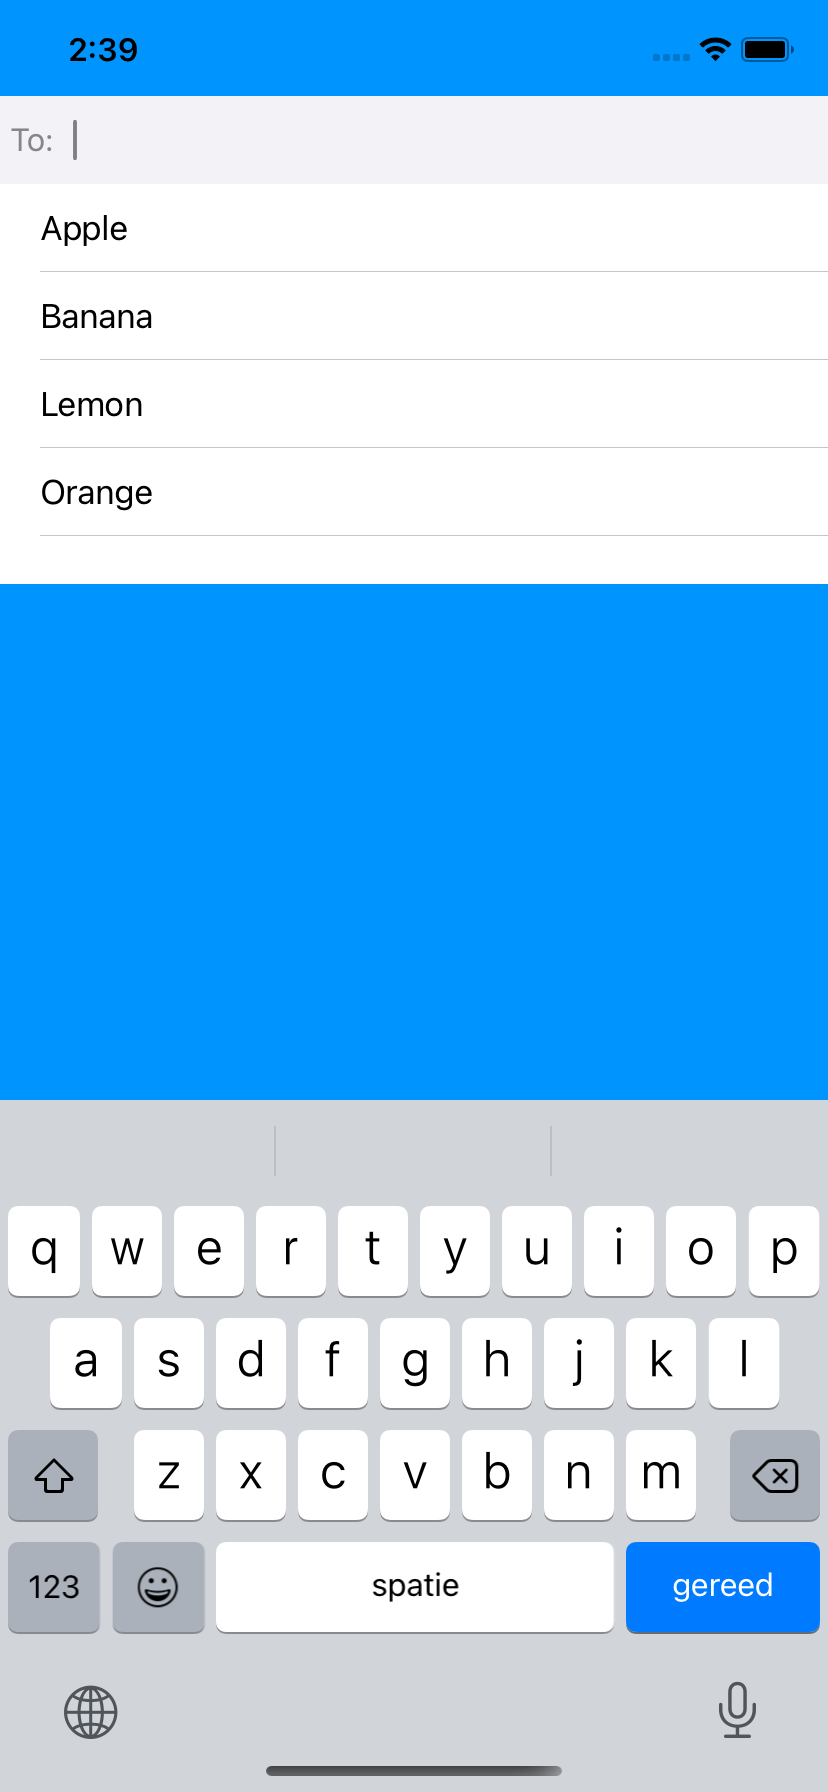 2:39
To:
Apple
Banana
Lemon
Orange
q w e r t y u i o p
a s d f g h j k l
z x c v b n m
123 spatie gereed